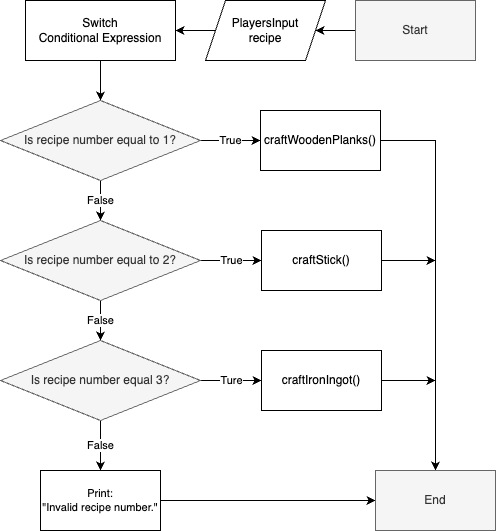 Switch
Conditional Expression
PlayersInput
recipe
Start
Is recipe number equal to 1?
True
craftWoodenPlanks()
False
Is recipe number equal to 2?
True
craftStick()
False
Is recipe number equal 3?
Ture
craftIronIngot()
False
Print:
"Invalid recipe number."
End